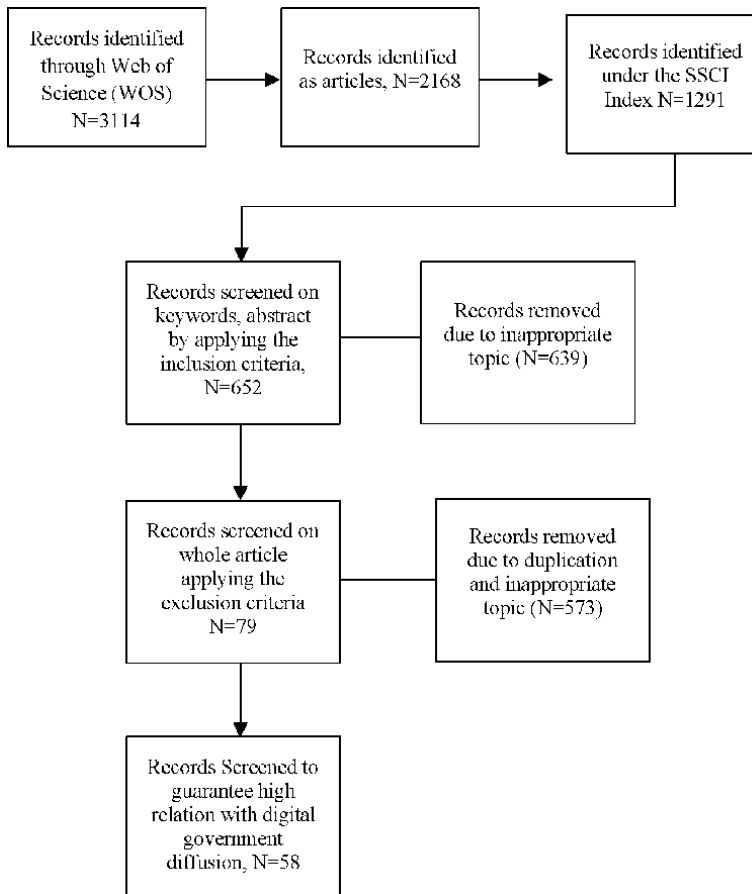 Records identified
through Web of
Science (WOS)
N=3114
Records identified
as articles, N=2168
Records identified
under the SSCI
Index N=1291
Records screened on
keywords, abstract
by applying the
inclusion criteria,
N=652
Records removed
due to inappropriate
topic (N=639)
Records screened on
whole article
applying the
exclusion criteria
N=79
Records removed
due to duplication
and inappropriate
topic (N=573)
Records Screened to
guarantee high
relation with digital
government
diffusion, N=58